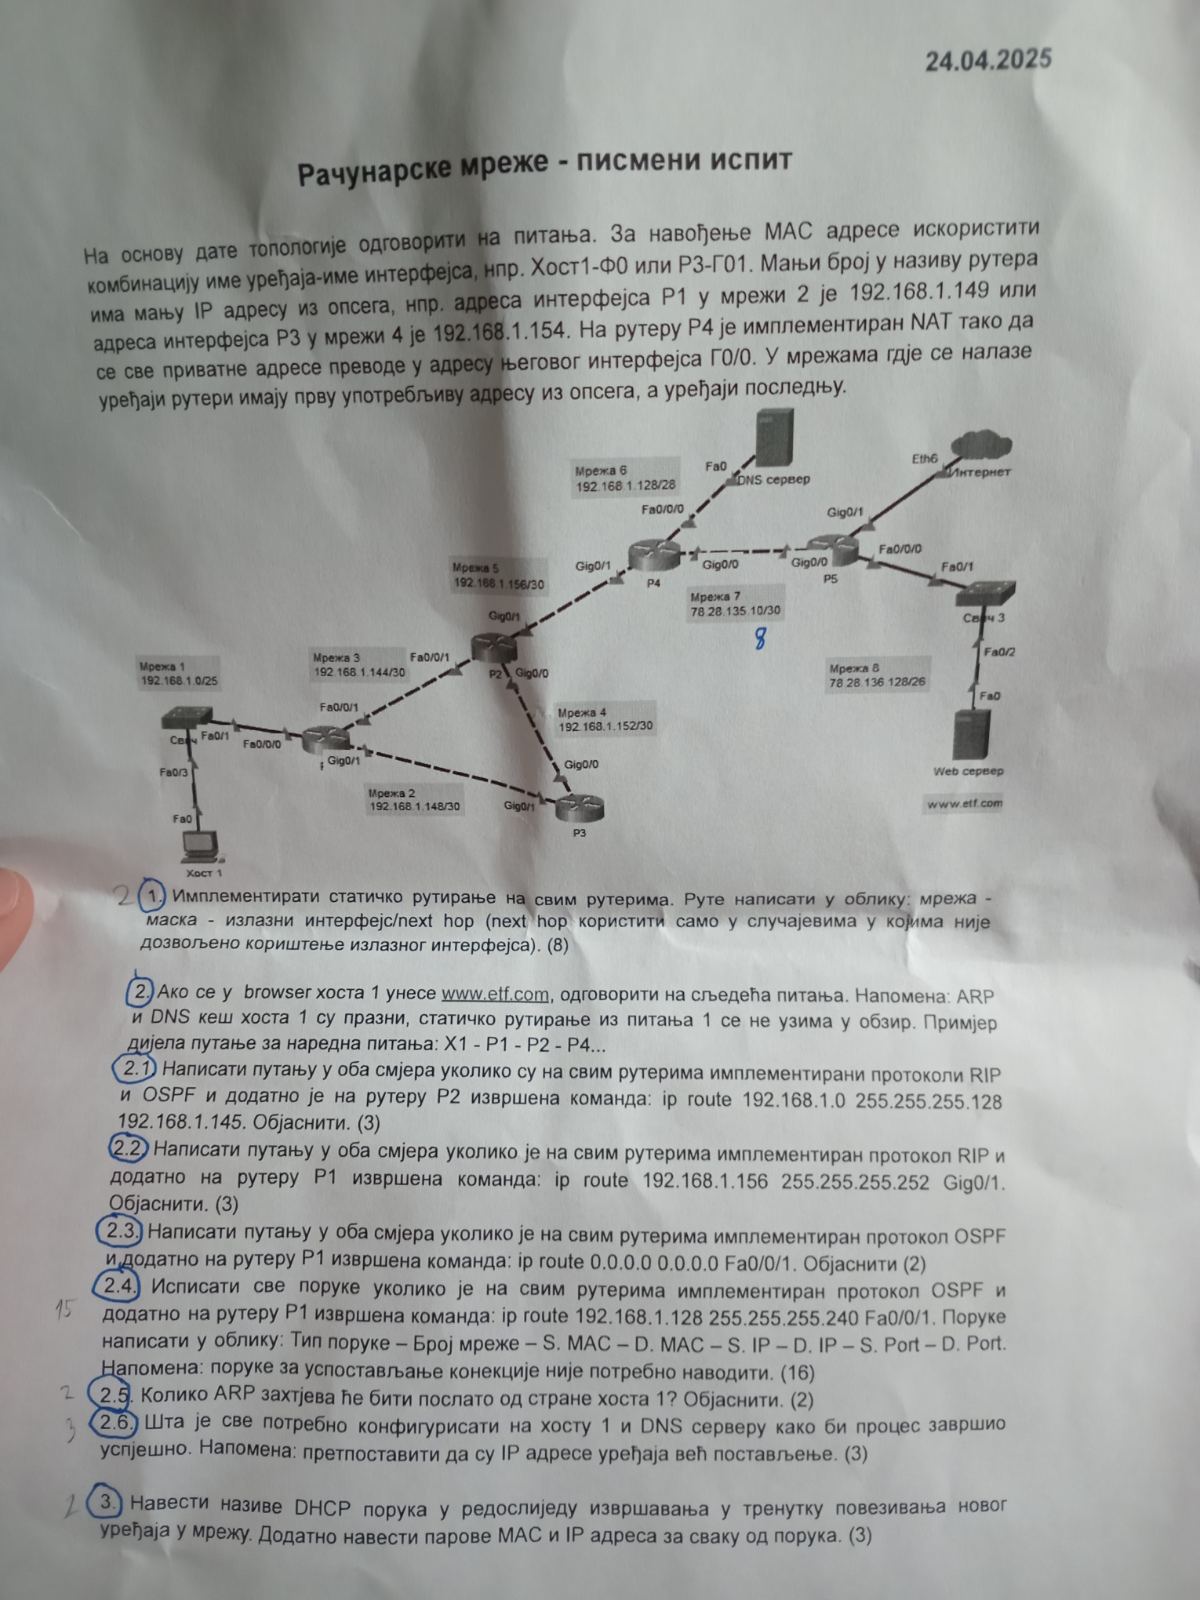 24.04.2025
Рачунарске мреже - писмени испит
На основу дате топологије одговорити на питања. За навођење MAC адресе искористити
комбинацију име уређаја-име интерфејса, нпр. Хост1-Ф0 или Р3-Г01. Мањи број у називу рутера
има мању IP адресу из опсега, нпр. адреса интерфејса Р1 у мрежи 2 је 192.168.1.149 или
адреса интерфејса Р3 у мрежи 4 је 192.168.1.154. На рутеру Р4 је имплементиран NAT тако да
се све приватне адресе преводе у адресу његовог интерфејса Г0/0. У мрежама гдје се налазе
уређаји рутери имају прву употребљиву адресу из опсега, а уређаји последњу.
Мрежа 6
192.168.1.128/28
Fa0
DNS сервер
Eth6
Интернет
Fa0/0/0
Gig0/1
Gig0/1
P4
Gig0/0
Gig0/0
P5
Fa0/0/0
Fa0/1
Свич 3
Мрежа 5
192.168.1.156/30
Мрежа 7
78.28.135.10/30
8
Gig0/1
Fa0/2
Мрежа 1
192.168.1.0/25
Мрежа 3
192.168.1.144/30
Fa0/0/1
P2
Gig0/0
Мрежа 8
78.28.136.128/26
Fa0
Fa0/0/1
Мрежа 4
192.168.1.152/30
Fa0/1
Fa0/0/0
Gig0/1
Fa0/3
Gig0/0
Web сервер
Мрежа 2
192.168.1.148/30
Gig0/1
P3
www.etf.com
Fa0
Хост 1
2 1. Имплементирати статичко рутирање на свим рутерима. Руте написати у облику: мрежа -
маска - излазни интерфејс/next hop (next hop користити само у случајевима у којима није
дозвољено кориштење излазног интерфејса). (8)
2. Ако се у browser хоста 1 унесе www.etf.com, одговорити на сљедећа питања. Напомена: ARP
и DNS кеш хоста 1 су празни, статичко рутирање из питања 1 се не узима у обзир. Примјер
дијела путање за наредна питања: X1 - P1 - P2 - P4...
2.1 Написати путању у оба смјера уколико су на свим рутерима имплементирани протоколи RIP
и OSPF и додатно је на рутеру Р2 извршена команда: ip route 192.168.1.0 255.255.255.128
192.168.1.145. Објаснити. (3)
2.2 Написати путању у оба смјера уколико је на свим рутерима имплементиран протокол RIP и
додатно на рутеру Р1 извршена команда: ip route 192.168.1.156 255.255.255.252 Gig0/1.
Објаснити. (3)
2.3. Написати путању у оба смјера уколико је на свим рутерима имплементиран протокол OSPF
и додатно на рутеру Р1 извршена команда: ip route 0.0.0.0 0.0.0.0 Fa0/0/1. Објаснити (2)
2.4. Исписати све поруке уколико је на свим рутерима имплементиран протокол OSPF и
15 додатно на рутеру Р1 извршена команда: ip route 192.168.1.128 255.255.255.240 Fa0/0/1. Поруке
написати у облику: Тип поруке – Број мреже – S. MAC – D. MAC – S. IP – D. IP – S. Port – D. Port.
Напомена: поруке за успостављање конекције није потребно наводити. (16)
2 2.5. Колико ARP захтјева ће бити послато од стране хоста 1? Објаснити. (2)
3 2.6. Шта је све потребно конфигурисати на хосту 1 и DNS серверу како би процес завршио
успјешно. Напомена: претпоставити да су IP адресе уређаја већ постављене. (3)
2 3. Навести називе DHCP порука у редослиједу извршавања у тренутку повезивања новог
уређаја у мрежу. Додатно навести парове MAC и IP адреса за сваку од порука. (3)